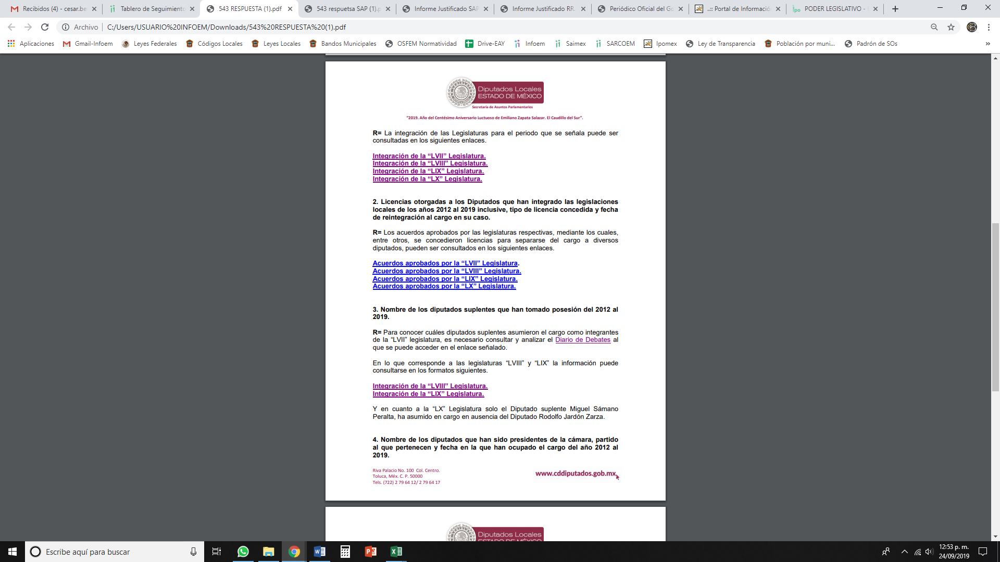 Recibidos (4) - cesar.be
Tablero de Seguimiento
543 RESPUESTA (1).pdf
543 respuetsa SAP (1).p
Informe Justificado SAP
Informe Justificado RR.
Periódico Oficial del Go
..:: Portal de Informació
PODER LEGISLATIVO -
Archivo
C:/Users/USUARIO%20INFOEM/Downloads/543%20RESPUESTA%20(1).pdf
Aplicaciones
Gmail-Infoem
Leyes Federales
Códigos Locales
Leyes Locales
Bandos Municipales
OSFEM Normatividad
Drive-EAY
Infoem
Saimex
SARCOEM
Ipomex
Ley de Transparencia
Población por muni...
Padrón de SOs
»
Diputados Locales
ESTADO DE MÉXICO
Secretaría de Asuntos Parlamentarios
"2019. Año del Centésimo Aniversario Luctuoso de Emiliano Zapata Salazar. El Caudillo del Sur".
R= La integración de las Legislaturas para el periodo que se señala puede ser
consultadas en los siguientes enlaces.
Integración de la “LVII” Legislatura.
Integración de la “LVIII” Legislatura.
Integración de la “LIX” Legislatura.
Integración de la “LX” Legislatura.
2. Licencias otorgadas a los Diputados que han integrado las legislaciones
locales de los años 2012 al 2019 inclusive, tipo de licencia concedida y fecha
de reintegración al cargo en su caso.
R= Los acuerdos aprobados por las legislaturas respectivas, mediante los cuales,
entre otros, se concedieron licencias para separarse del cargo a diversos
diputados, pueden ser consultados en los siguientes enlaces.
Acuerdos aprobados por la “LVII” Legislatura.
Acuerdos aprobados por la “LVIII” Legislatura.
Acuerdos aprobados por la “LIX” Legislatura.
Acuerdos aprobados por la “LX” Legislatura.
3. Nombre de los diputados suplentes que han tomado posesión del 2012 al
2019.
R= Para conocer cuáles diputados suplentes asumieron el cargo como integrantes
de la “LVII” legislatura, es necesario consultar y analizar el Diario de Debates al
que se puede acceder en el enlace señalado.
En lo que corresponde a las legislaturas “LVIII” y “LIX” la información puede
consultarse en los formatos siguientes.
Integración de la “LVIII” Legislatura.
Integración de la “LIX” Legislatura.
Y en cuanto a la “LX” Legislatura solo el Diputado suplente Miguel Sámano
Peralta, ha asumido en cargo en ausencia del Diputado Rodolfo Jardón Zarza.
4. Nombre de los diputados que han sido presidentes de la cámara, partido
al que pertenecen y fecha en la que han ocupado el cargo del año 2012 al
2019.
Riva Palacio No. 100 Col. Centro.
Toluca, Méx. C. P. 50000
Tels. (722) 2 79 64 12/ 2 79 64 17
www.cddiputados.gob.mx
Diputados Locales
ESTADO DE MÉXICO
Escribe aquí para buscar
12:53 p. m.
24/09/2019